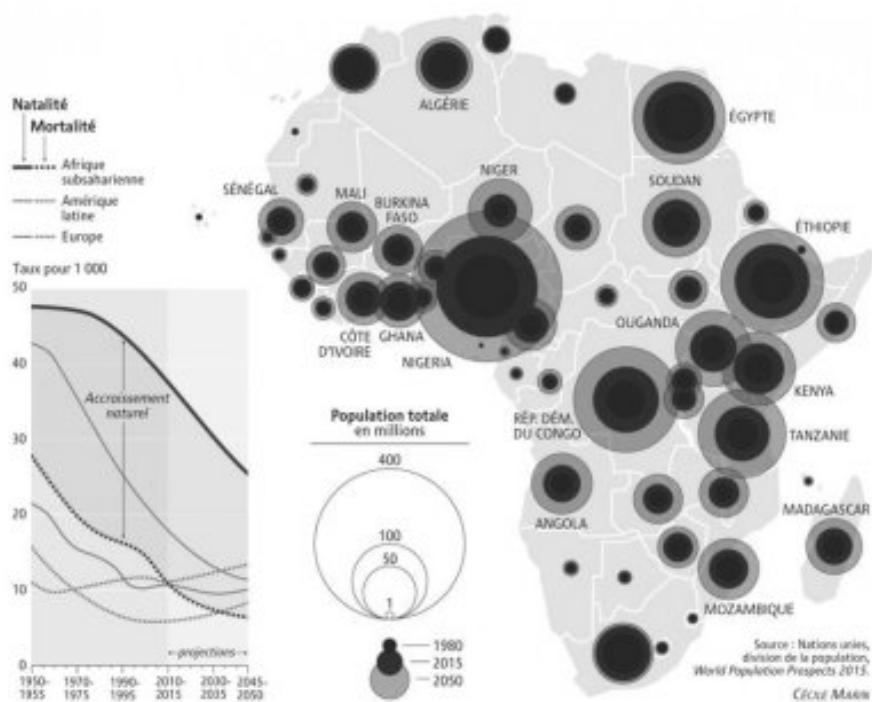 Natalité
Mortalité
Afrique
subsaharienne
Amérique
latine
Europe
Taux pour 1 000
50
40
30
20
10
0
Accroissement
naturel
projections
1950-
1955
1970-
1975
1990-
1995
2010-
2015
2030-
2035
2045-
2050
ALGÉRIE
ÉGYPTE
SÉNÉGAL
MALI
BURKINA
FASO
NIGER
SOUDAN
ÉTHIOPIE
CÔTE
D'IVOIRE
GHANA
NIGERIA
OUGANDA
KENYA
RÉP. DÉM.
DU CONGO
TANZANIE
ANGOLA
MADAGASCAR
MOZAMBIQUE
Population totale
en millions
400
100
50
1
1980
2015
2050
Source : Nations unies,
division de la population,
World Population Prospects 2015.
CÉCILE MARIN